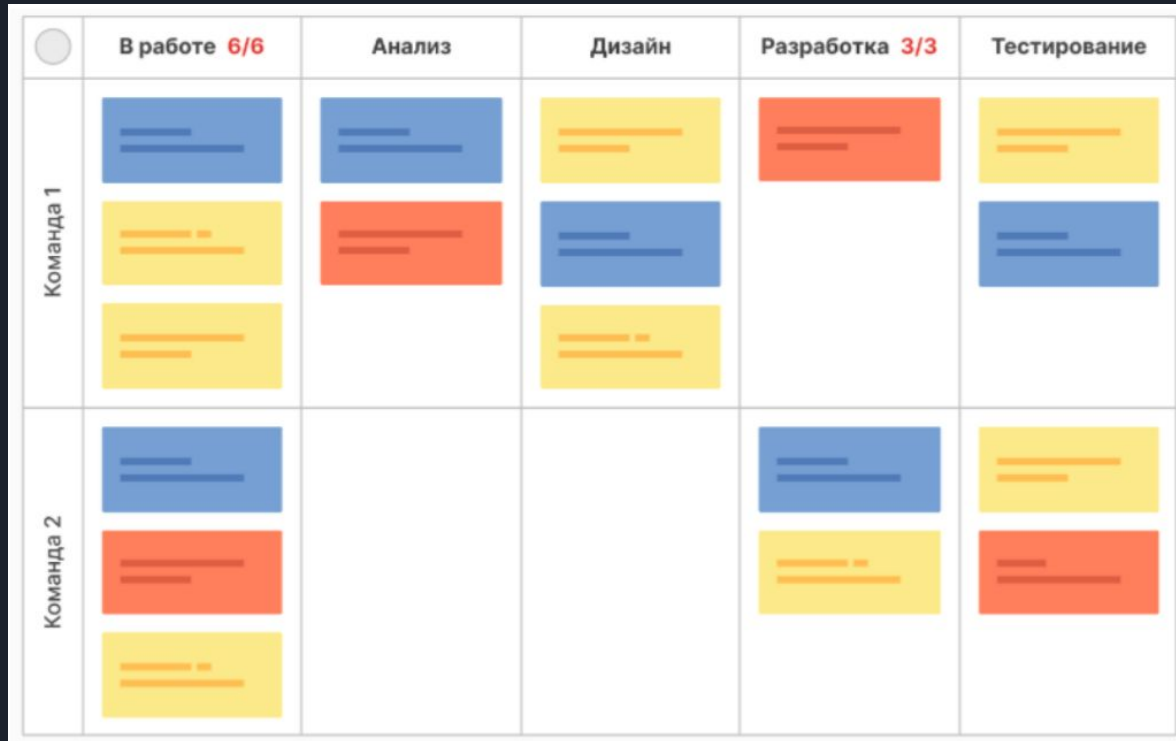 В работе 6/6
Анализ
Дизайн
Разработка 3/3
Тестирование
Команда 1
Команда 2